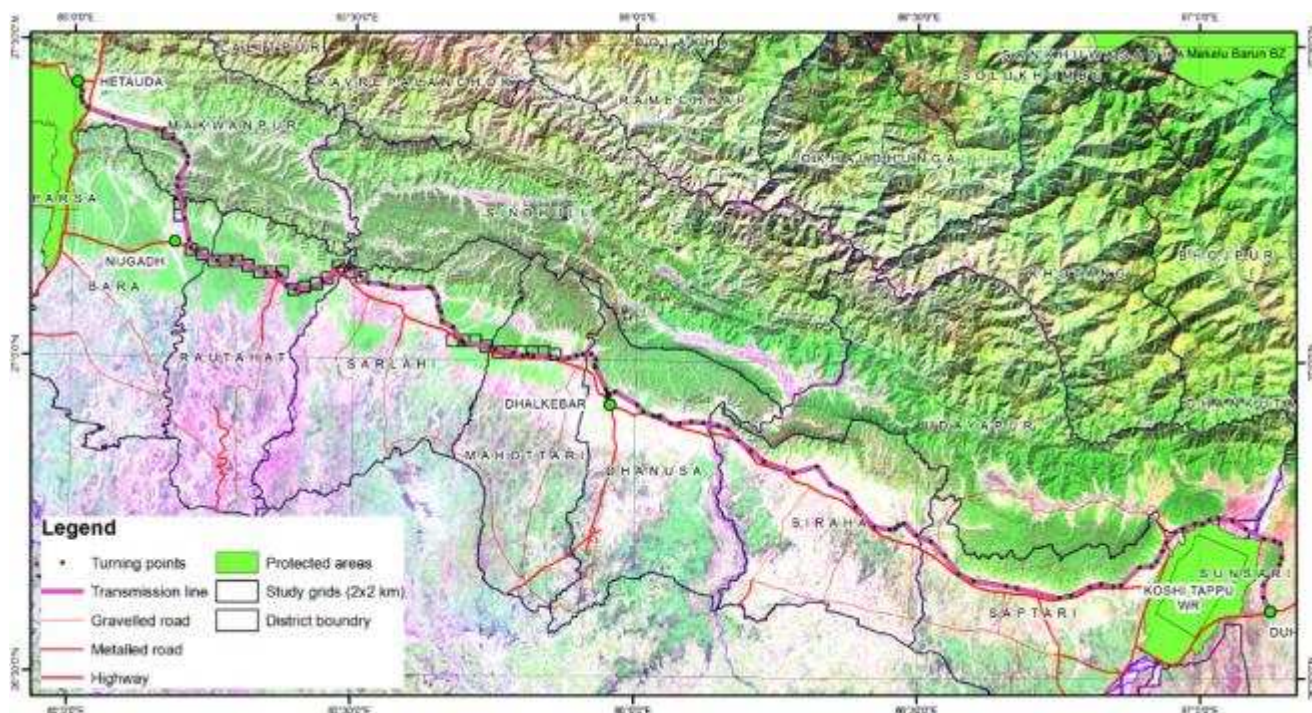 HETAUDA
Makalu Barun BZ
SOLUKHUMBU
KAVREPALANCHOK
RAMECHHAP
MAKWANPUR
OKHALDHUNGA
PARSA
SINDHULI
BHOJPUR
KHOTANG
NIJGADH
BARA
RAUTAHAT
SARLAHI
DHALKEBAR
UDAYAPUR
MAHOTTARI
DHANUSA
SIRAHA
SUNSARI
KOSHI TAPPU
WR
SAPTARI
DUH
Legend
Turning points
Transmission line
Gravelled road
Metalled road
Highway
Protected areas
Study grids (2x2 km)
District boundry